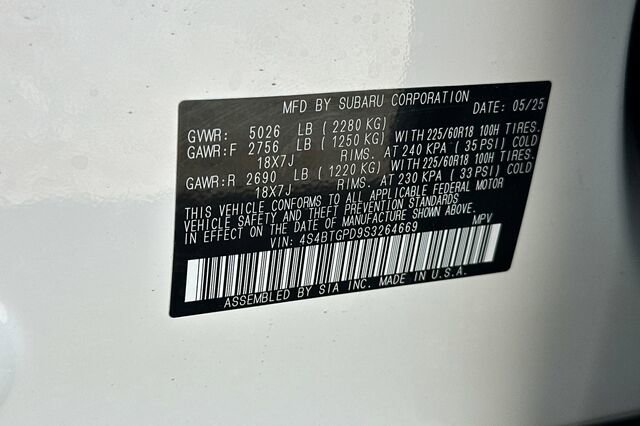 MFD BY SUBARU CORPORATION DATE: 05/25
GVWR: 5026 LB (2280 KG)
GAWR:F 2756 LB (1250 KG) WITH 225/60R18 100H TIRES.
18X7J RIMS. AT 240 KPA (35 PSI) COLD
GAWR:R 2690 LB (1220 KG) WITH 225/60R18 100H TIRES.
18X7J RIMS. AT 230 KPA (33 PSI) COLD
THIS VEHICLE CONFORMS TO ALL APPLICABLE FEDERAL MOTOR
VEHICLE SAFETY AND THEFT PREVENTION STANDARDS
IN EFFECT ON THE DATE OF MANUFACTURE SHOWN ABOVE.
VIN: 4S4BTGPD9S3264669 MPV
ASSEMBLED BY SIA INC. MADE IN U.S.A.